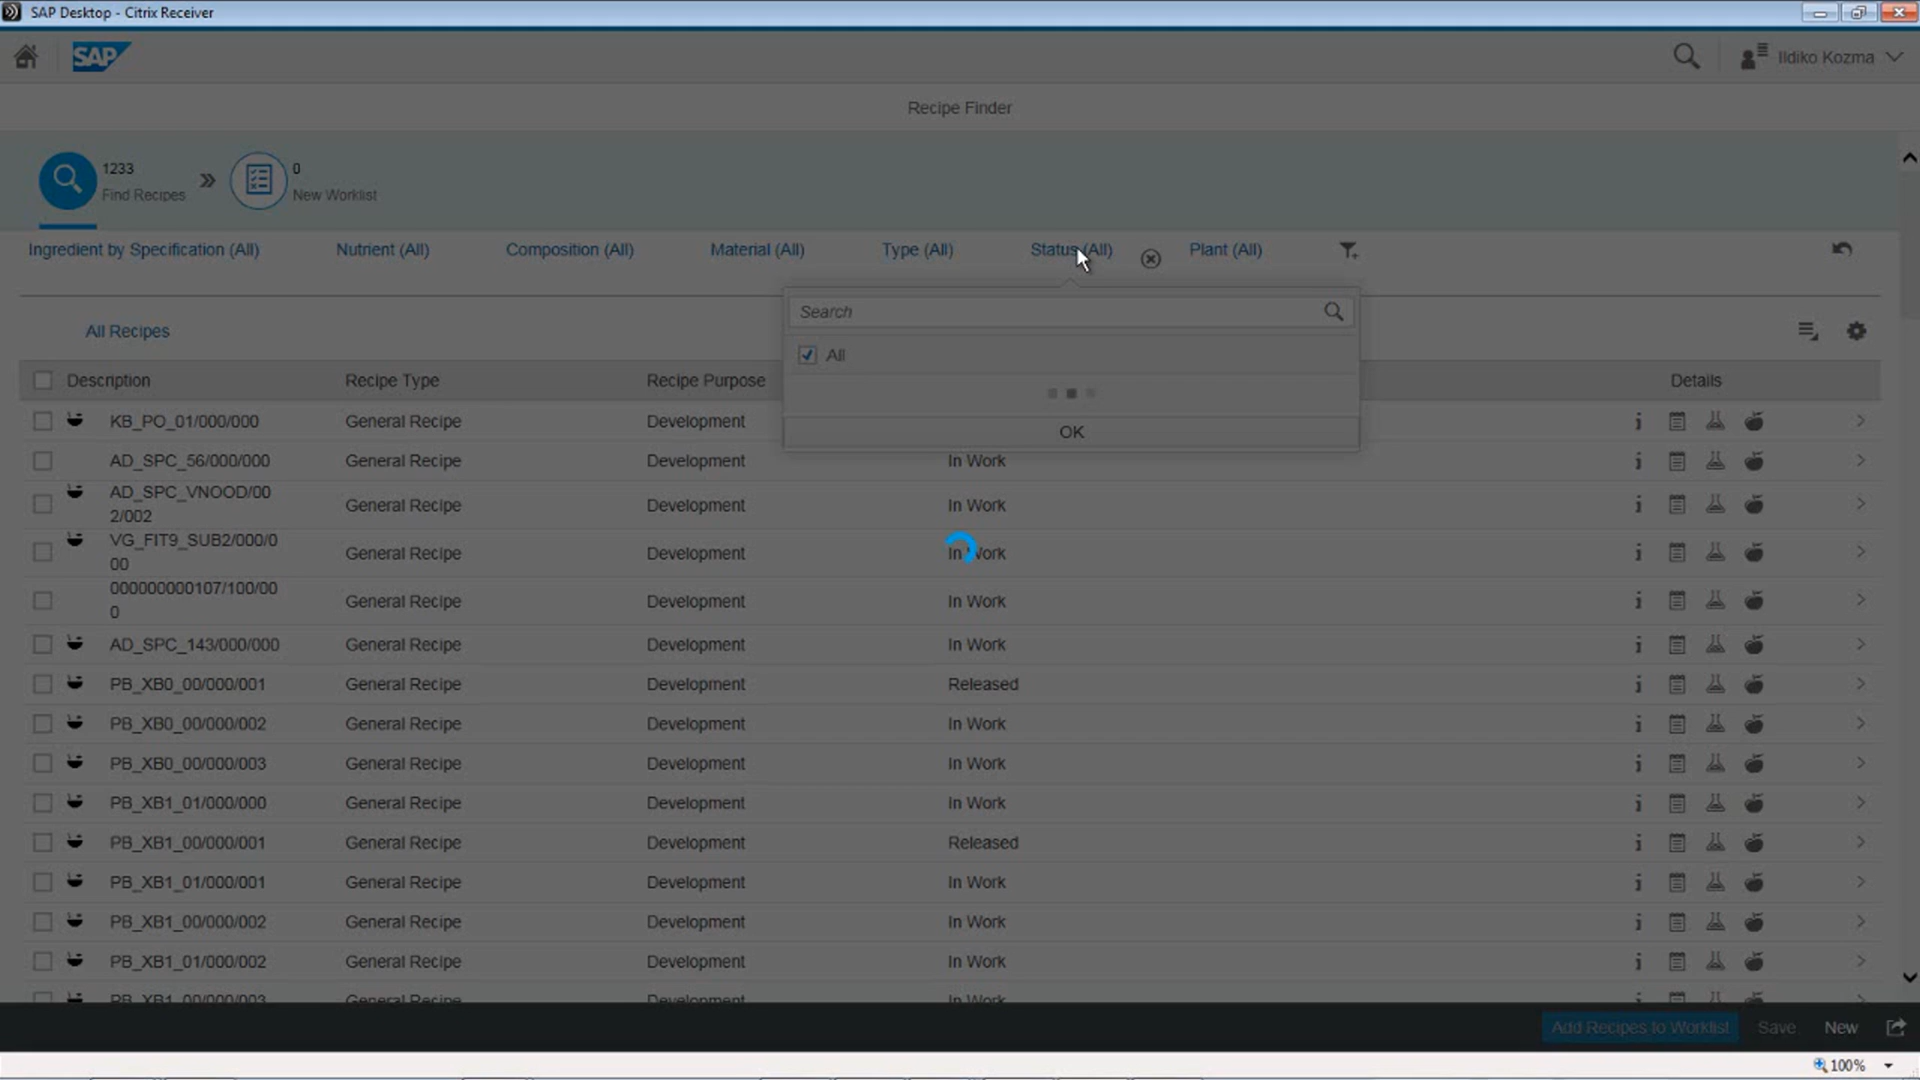 SAP Desktop - Citrix Receiver
SAP
Ildiko Kozma
Recipe Finder
1233
Find Recipes
0
New Worklist
Ingredient by Specification (All) Nutrient (All) Composition (All) Material (All) Type (All) Status (All) Plant (All)
Search
All Recipes
All
Description Recipe Type Recipe Purpose Details
KB_PO_01/000/000 General Recipe Development
OK
AD_SPC_56/000/000 General Recipe Development In Work
AD_SPC_VNOOD/00
2/002 General Recipe Development In Work
VG_FIT9_SUB2/000/0
00 General Recipe Development In Work
000000000107/100/00
0 General Recipe Development In Work
AD_SPC_143/000/000 General Recipe Development In Work
PB_XB0_00/000/001 General Recipe Development Released
PB_XB0_00/000/002 General Recipe Development In Work
PB_XB0_00/000/003 General Recipe Development In Work
PB_XB1_01/000/000 General Recipe Development In Work
PB_XB1_00/000/001 General Recipe Development Released
PB_XB1_01/000/001 General Recipe Development In Work
PB_XB1_00/000/002 General Recipe Development In Work
PB_XB1_01/000/002 General Recipe Development In Work
PB_XB1_00/000/003 General Recipe Development In Work
Add Recipes to Worklist Save New
100%